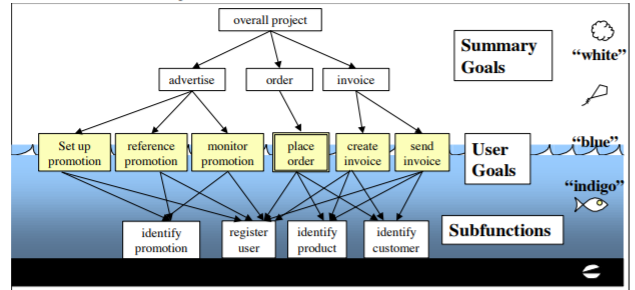 overall project
Summary
Goals
“white”
advertise
order
invoice
Set up
promotion
reference
promotion
monitor
promotion
place
order
create
invoice
send
invoice
User
Goals
“blue”
“indigo”
identify
promotion
register
user
identify
product
identify
customer
Subfunctions